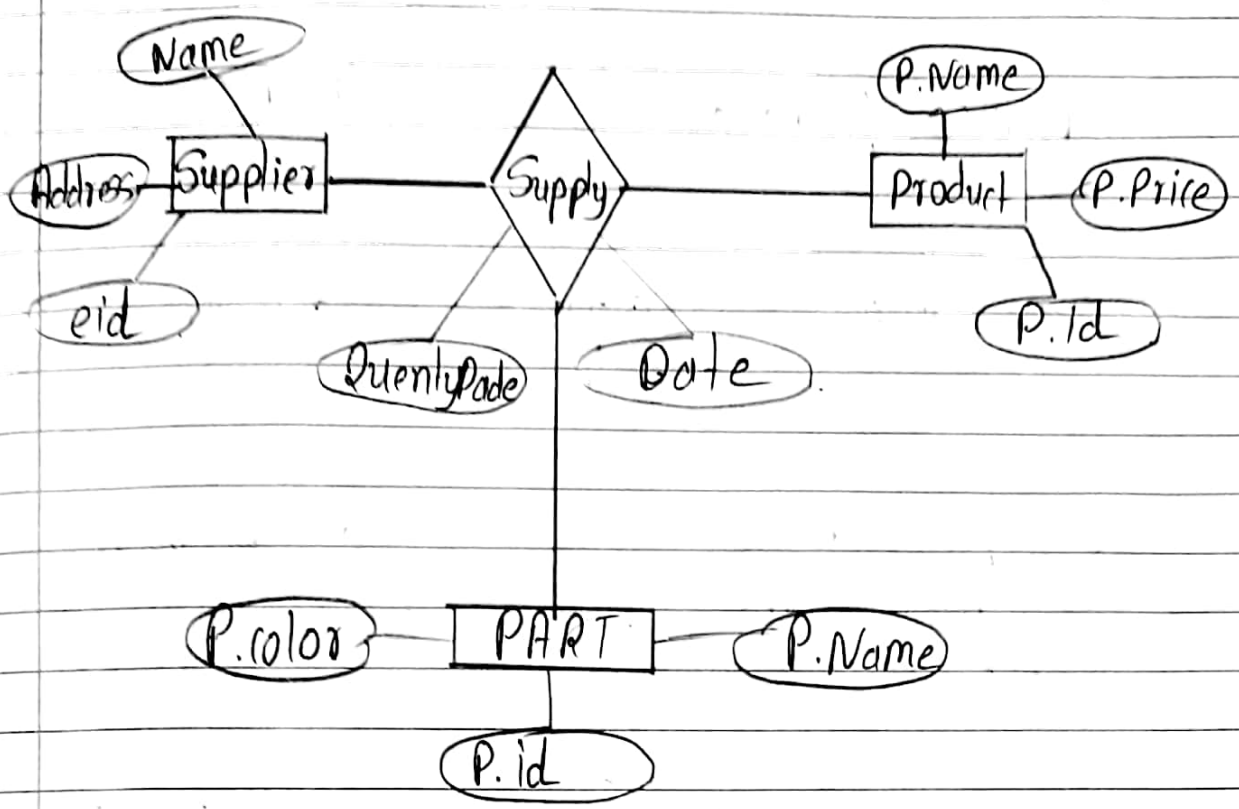 Name
P.Name
Address
Supplier
Supply
Product
P.Price
eid
P.Id
QuentyPade
Date
P.color
PART
P.Name
P.id